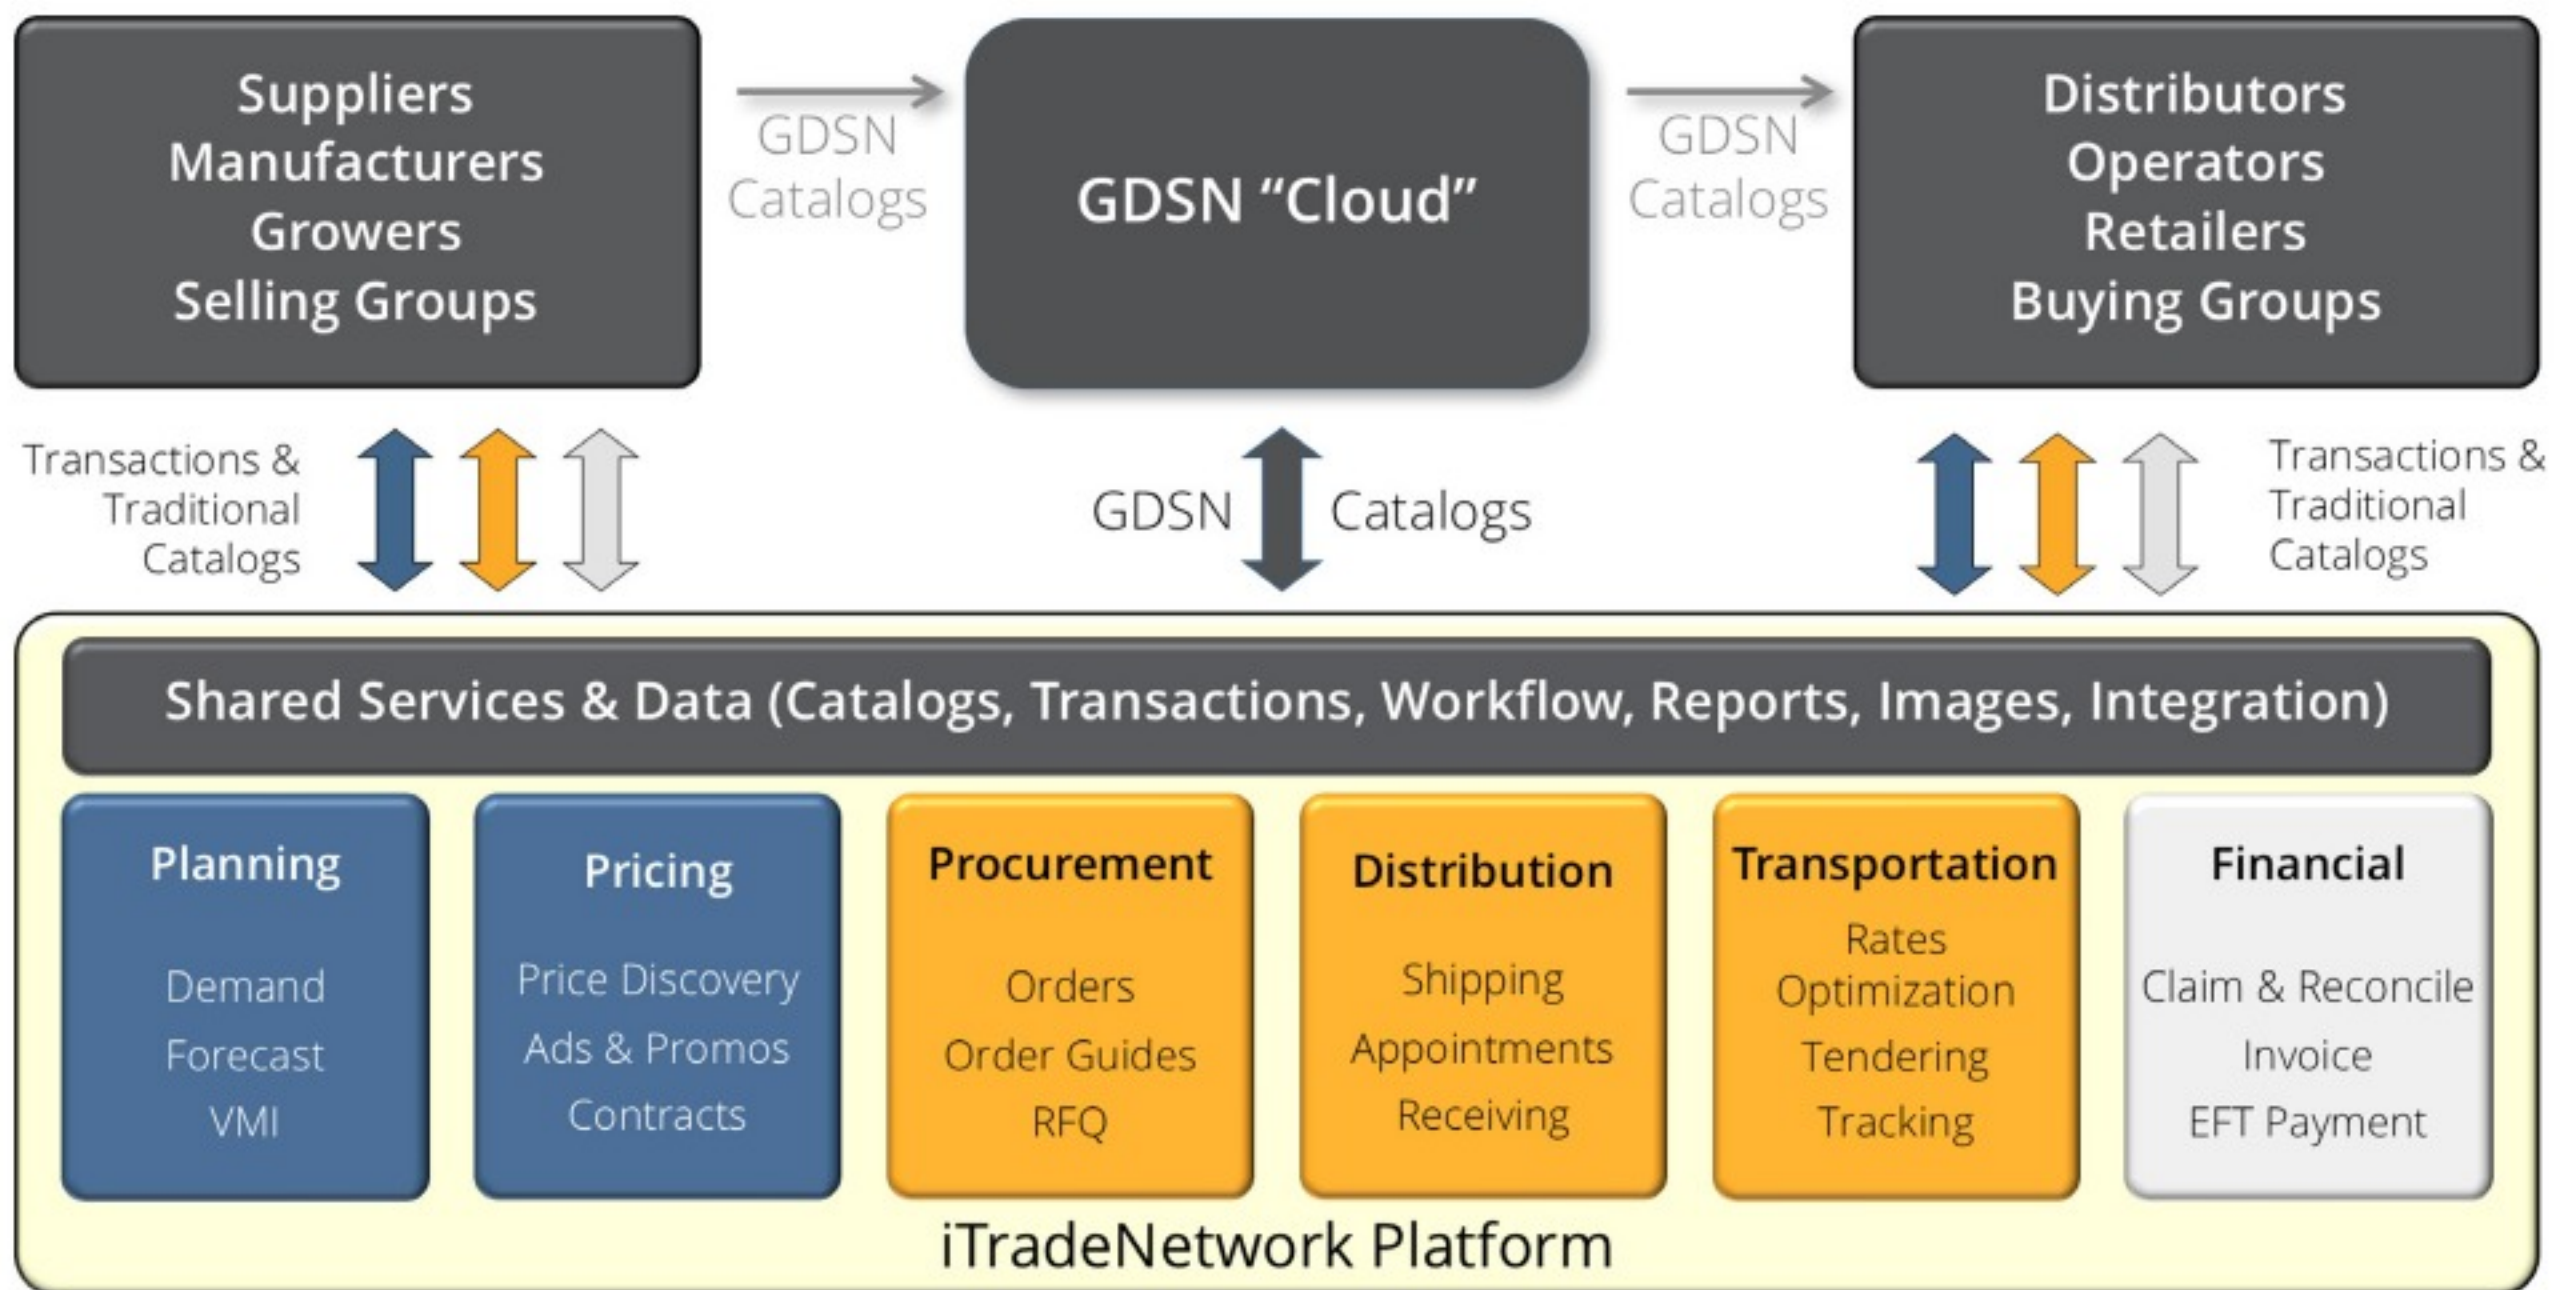 Suppliers
Manufacturers
Growers
Selling Groups
GDSN
Catalogs
GDSN “Cloud”
GDSN
Catalogs
Distributors
Operators
Retailers
Buying Groups
Transactions &
Traditional
Catalogs
GDSN Catalogs
Transactions &
Traditional
Catalogs
Shared Services & Data (Catalogs, Transactions, Workflow, Reports, Images, Integration)
Planning
Demand
Forecast
VMI
Pricing
Price Discovery
Ads & Promos
Contracts
Procurement
Orders
Order Guides
RFQ
Distribution
Shipping
Appointments
Receiving
Transportation
Rates
Optimization
Tendering
Tracking
Financial
Claim & Reconcile
Invoice
EFT Payment
iTradeNetwork Platform